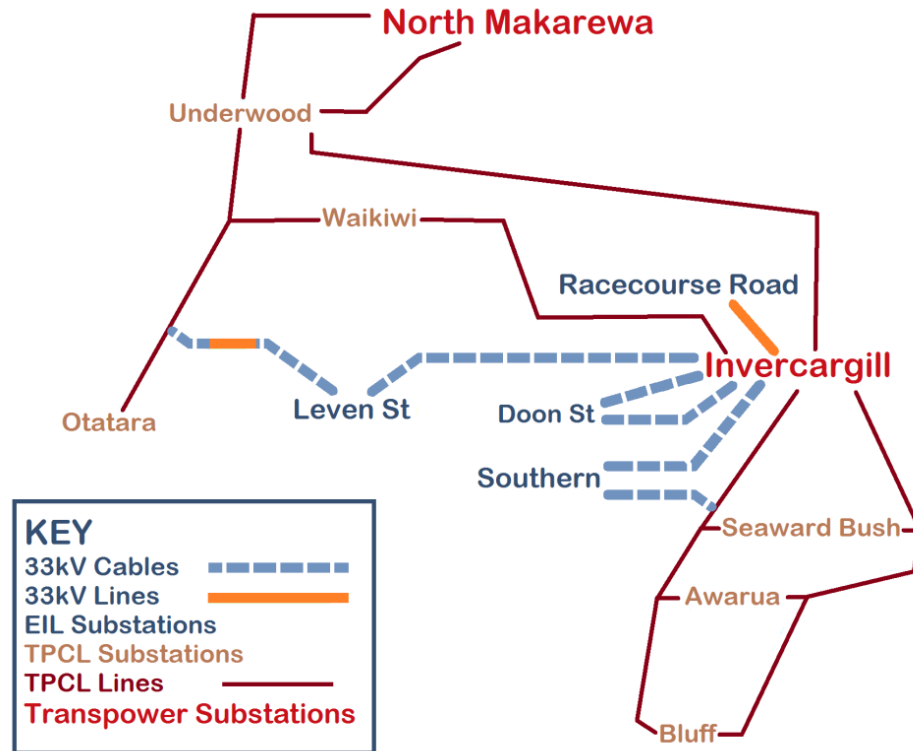 North Makarewa
Underwood
Waikiwi
Racecourse Road
Invercargill
Leven St
Doon St
Otatara
Southern
Seaward Bush
Awarua
Bluff
KEY
33kV Cables
33kV Lines
EIL Substations
TPCL Substations
TPCL Lines
Transpower Substations